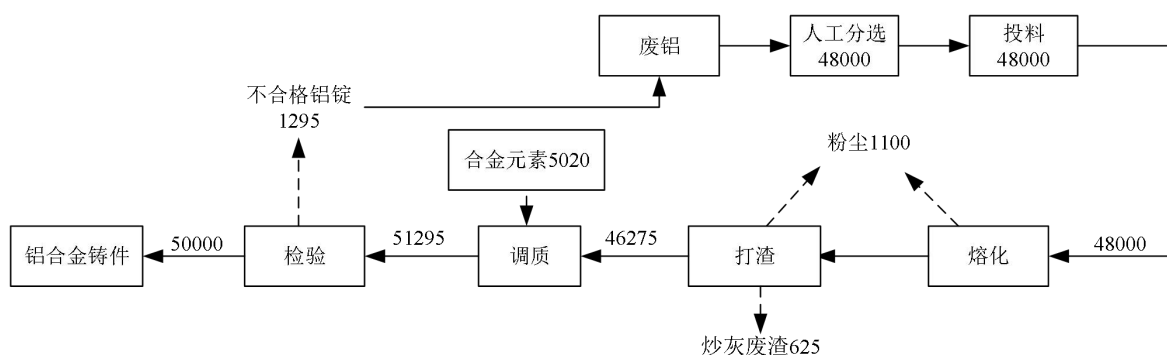 废铝
人工分选
48000
投料
48000
不合格铝锭
1295
合金元素5020
粉尘1100
铝合金铸件
50000
检验
51295
调质
46275
打渣
熔化
48000
炒灰废渣625